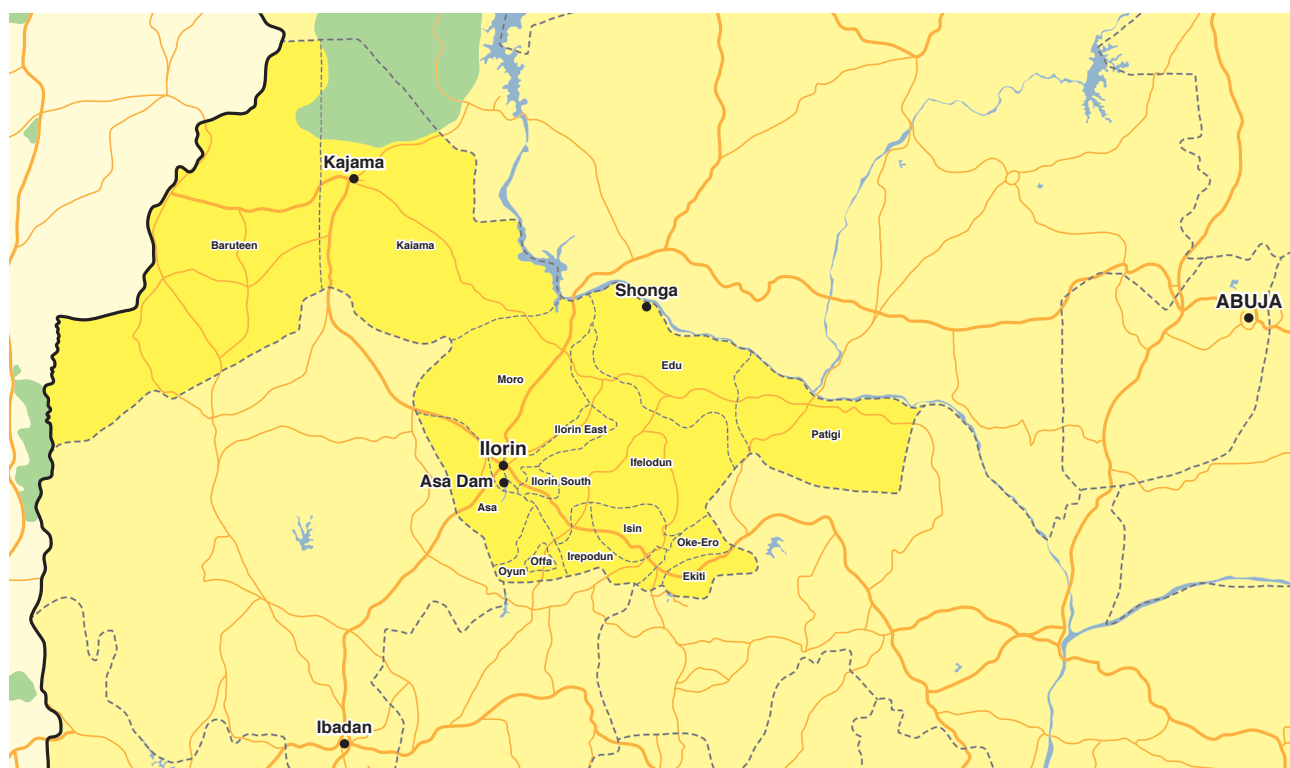 Kajama
Baruteen
Kaiama
Shonga
ABUJA
Edu
Moro
Ilorin East
Patigi
Ilorin
Ifelodun
Asa Dam
Ilorin South
Asa
Isin
Oke-Ero
Irepodun
Offa
Oyun
Ekiti
Ibadan